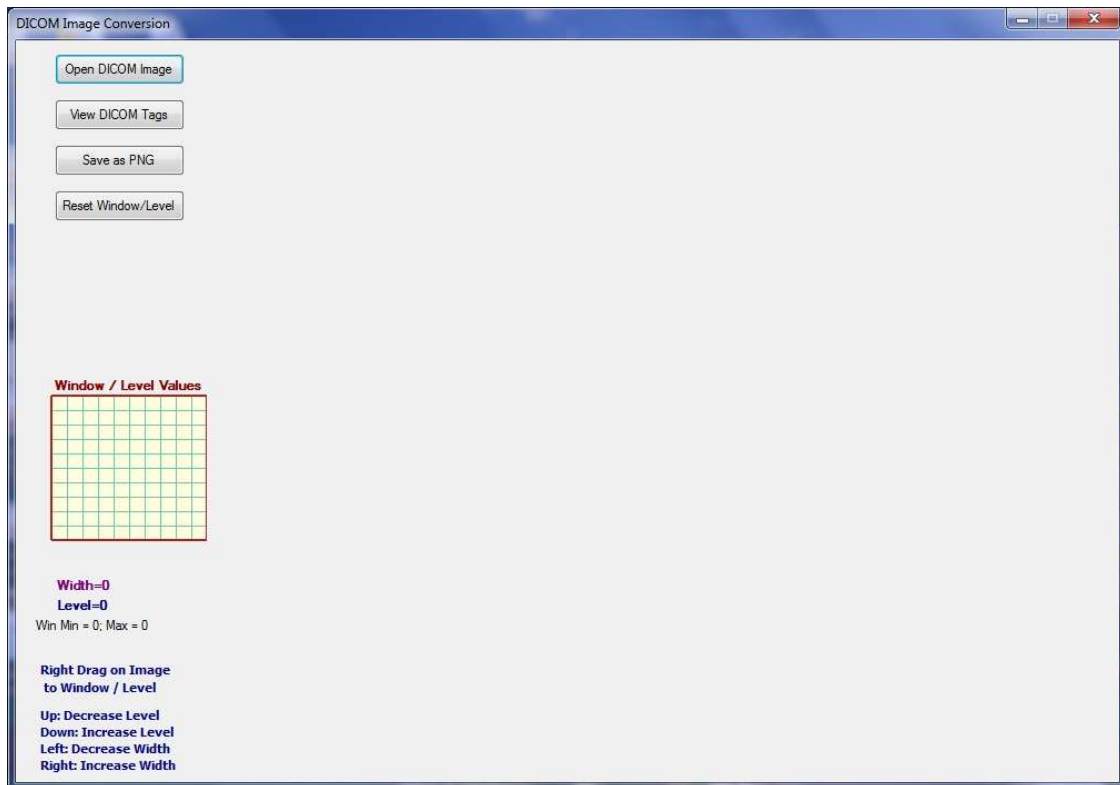 DICOM Image Conversion
Open DICOM Image
View DICOM Tags
Save as PNG
Reset Window/Level
Window / Level Values
Width=0
Level=0
Win Min = 0; Max = 0
Right Drag on Image
to Window / Level
Up: Decrease Level
Down: Increase Level
Left: Decrease Width
Right: Increase Width